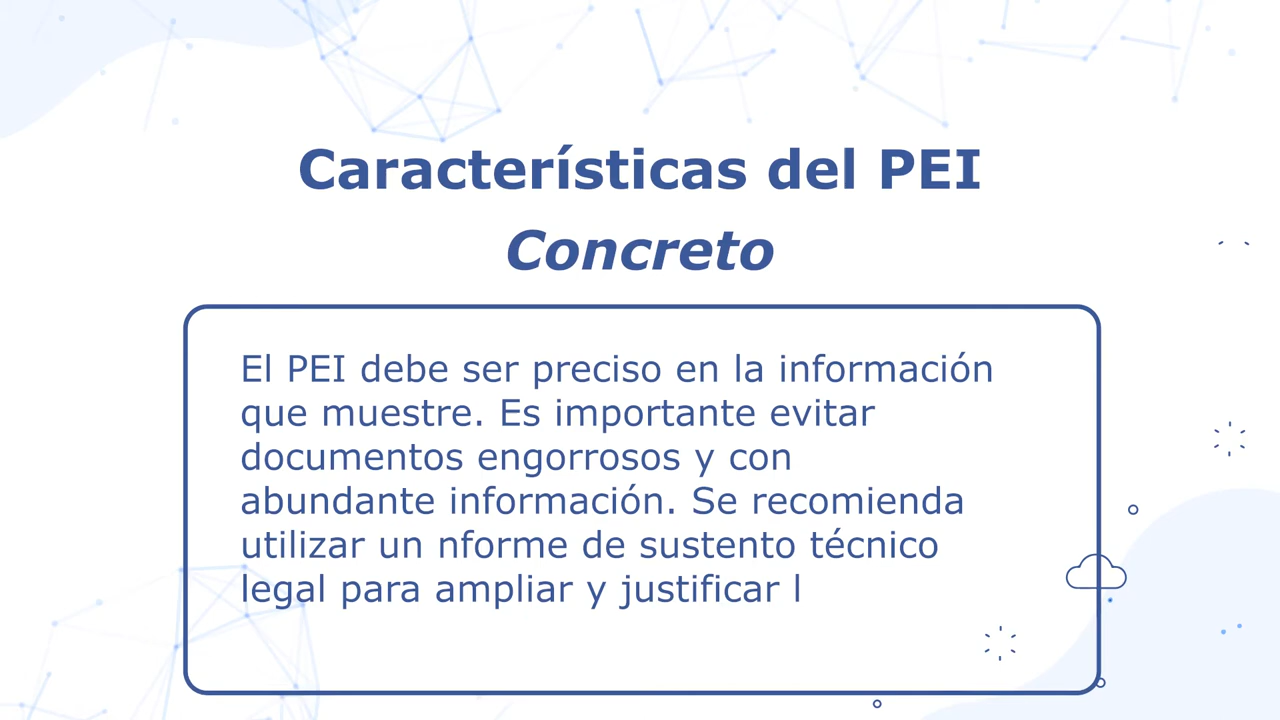 Características del PEI
Concreto
El PEI debe ser preciso en la información
que muestre. Es importante evitar
documentos engorrosos y con
abundante información. Se recomienda
utilizar un nforme de sustento técnico
legal para ampliar y justificar l